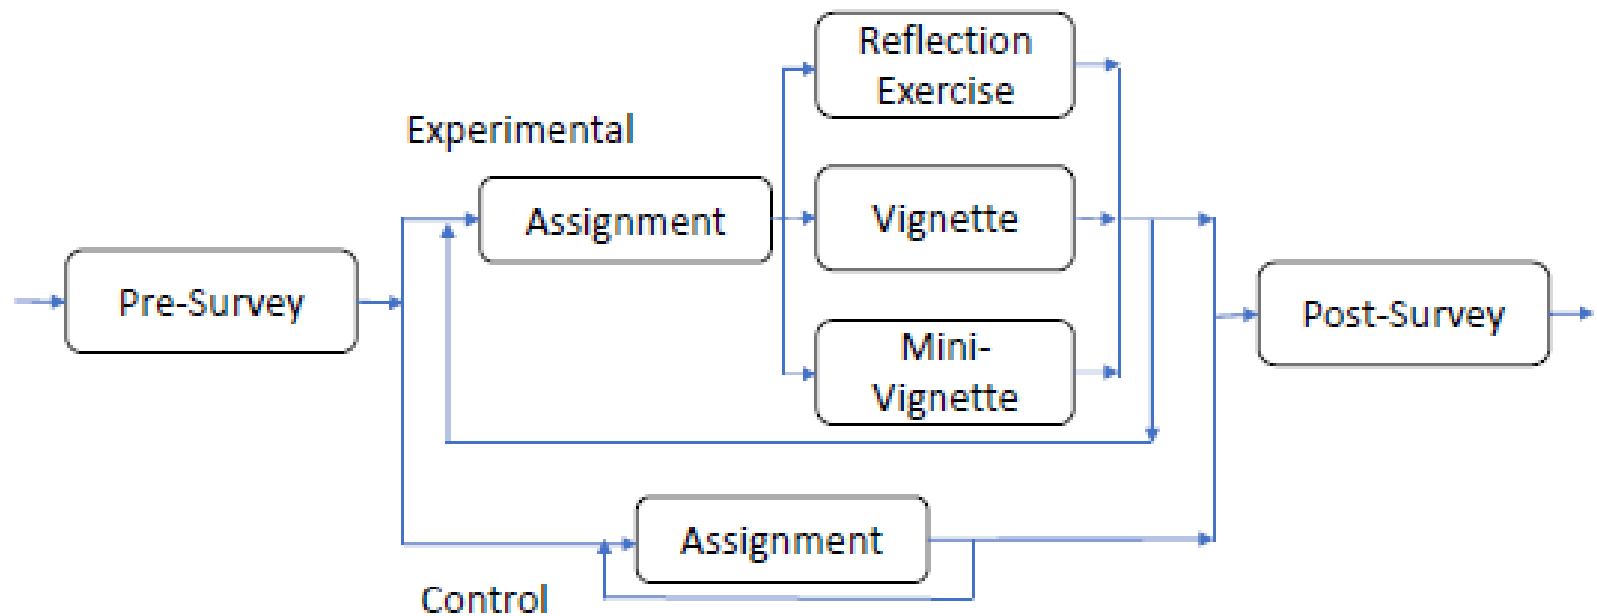 Reflection
Exercise
Experimental
Assignment
Vignette
Pre-Survey
Post-Survey
Mini-
Vignette
Assignment
Control